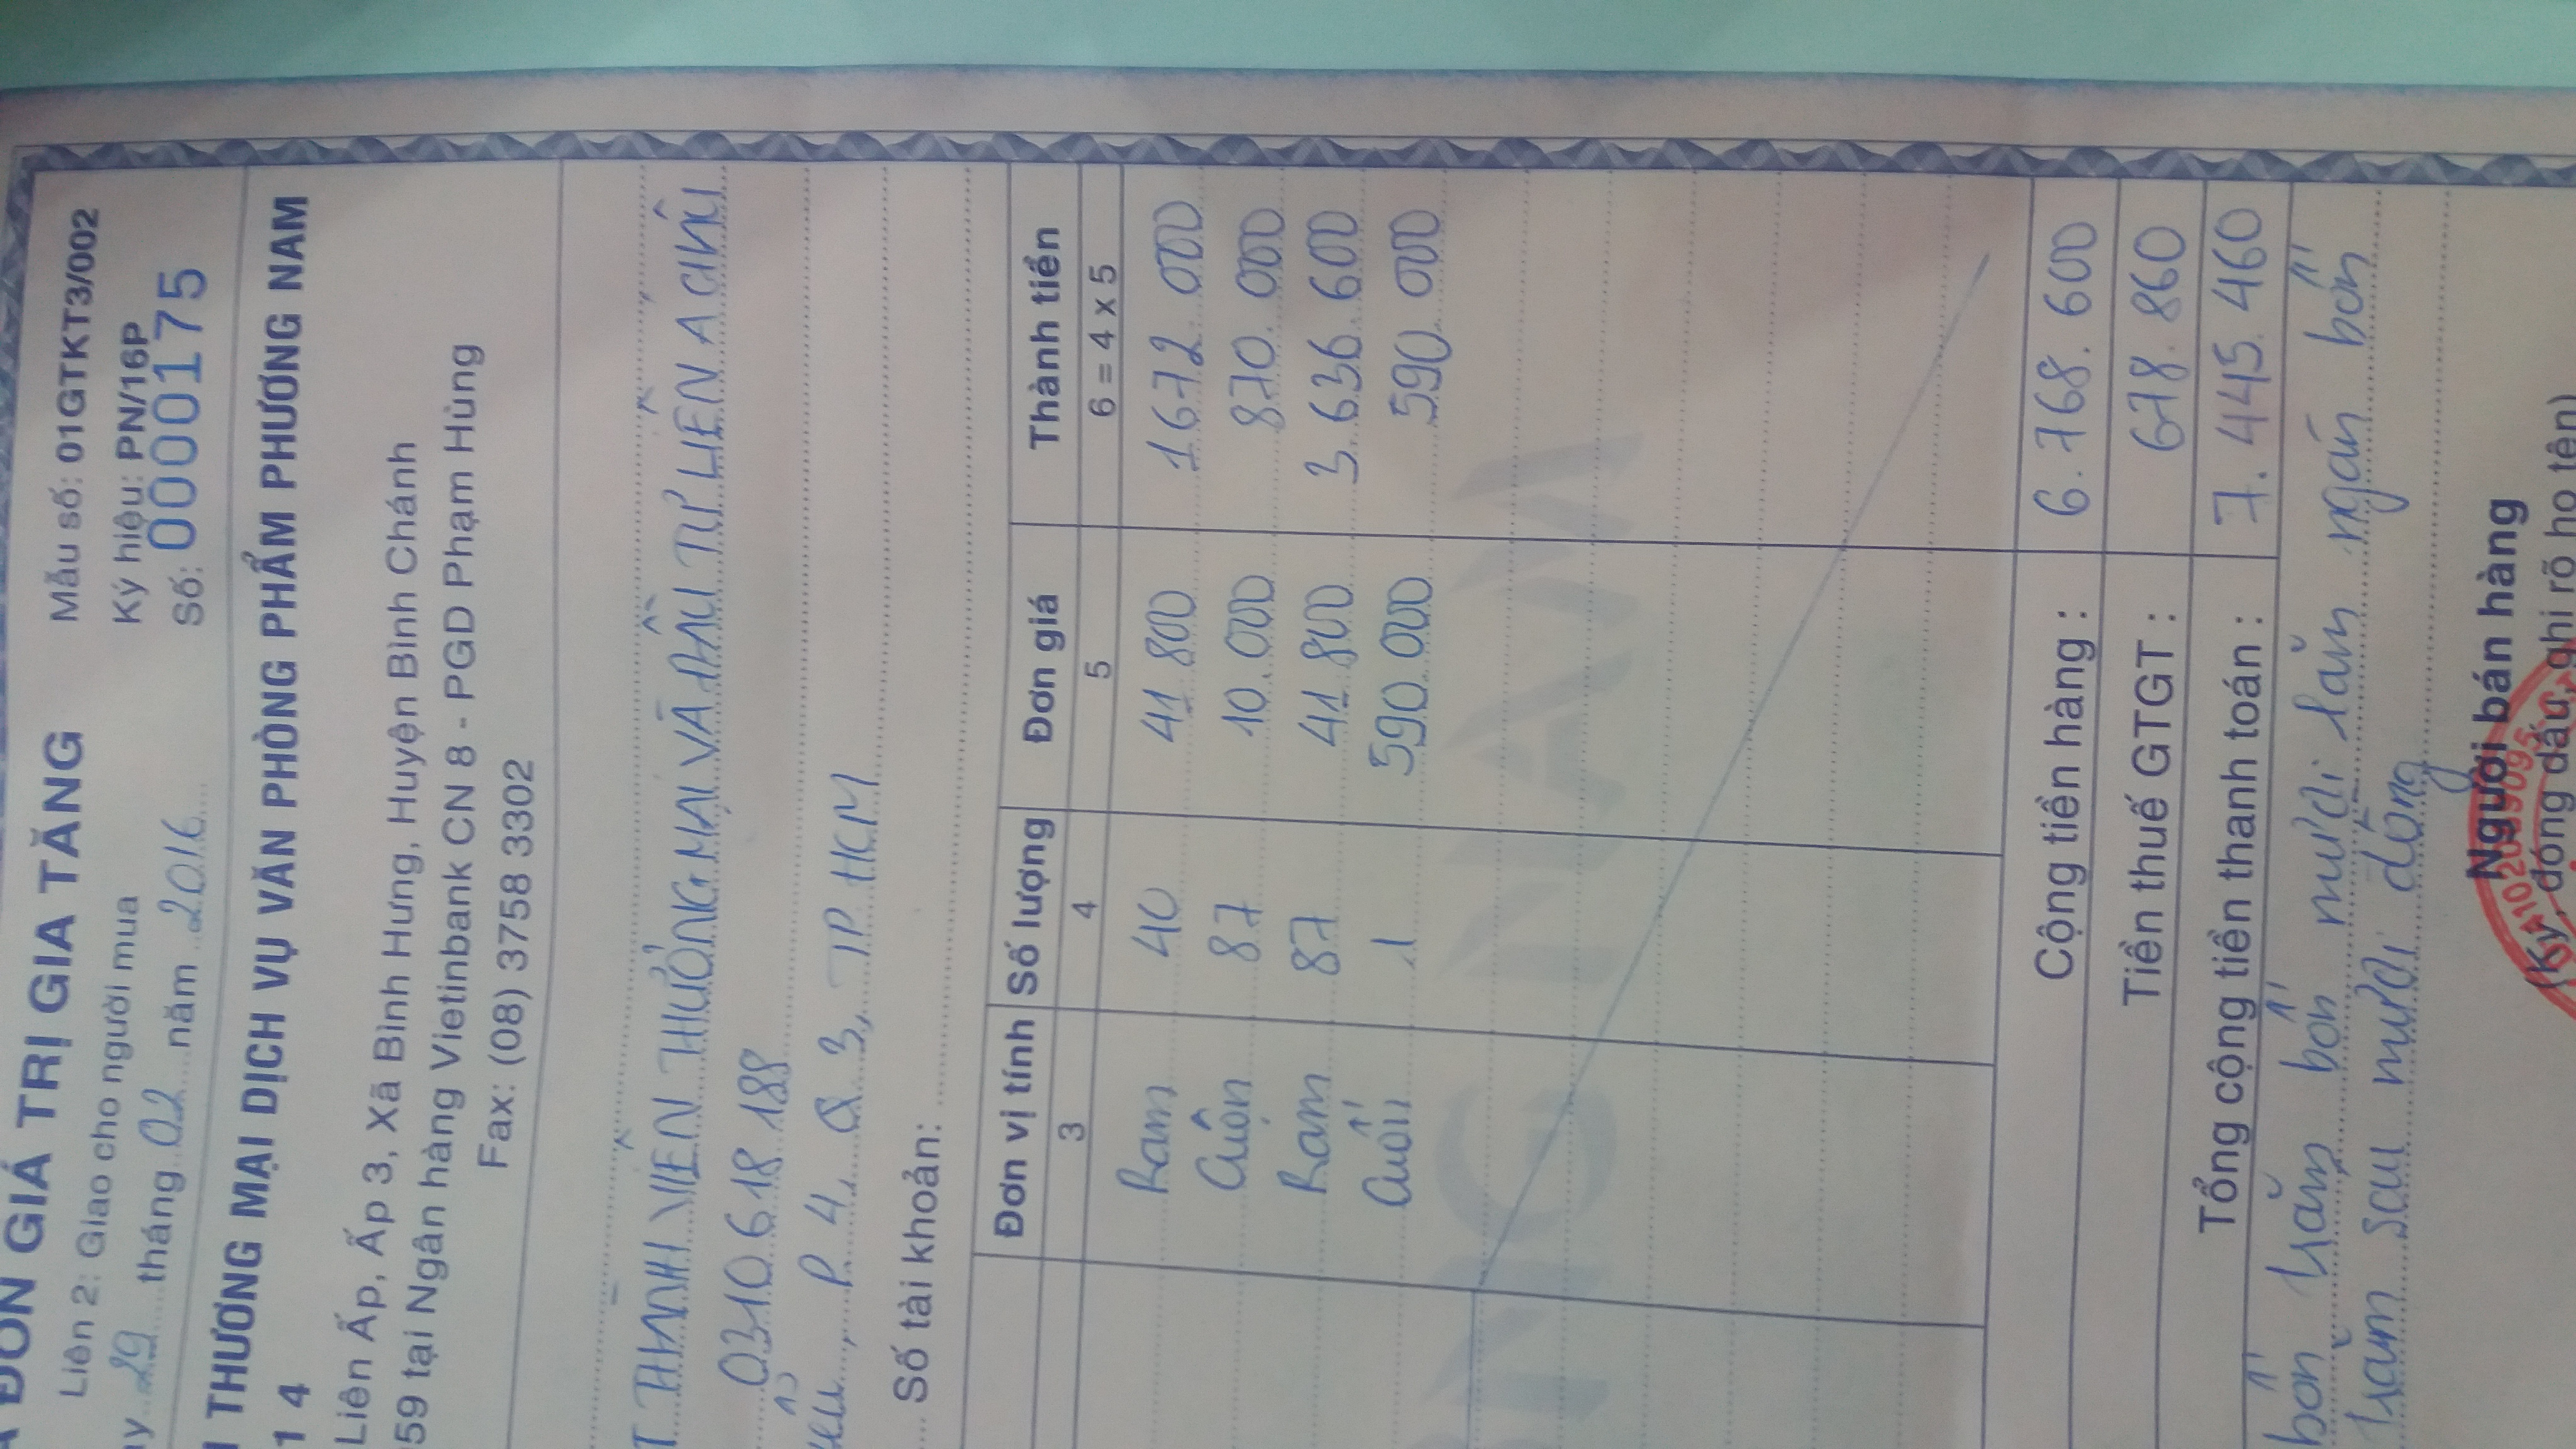 ĐƠN GIÁ TRỊ GIA TĂNG
Liên 2: Giao cho người mua
29 tháng 02 năm 2016
Mẫu số: 01GTKT3/002
Ký hiệu: PN/16P
Số: 0000175
THƯƠNG MẠI DỊCH VỤ VĂN PHÒNG PHẨM PHƯƠNG NAM
1 4
Liên Ấp, Ấp 3, Xã Bình Hưng, Huyện Bình Chánh
59 tại Ngân hàng Vietinbank CN 8 - PGD Phạm Hùng
Fax: (08) 3758 3302
THÀNH VIÊN THƯƠNG MẠI VÀ ĐẦU TƯ LIÊN Á CHÂU
0310 618 188
P. 4, Q 3, TP HCM
Số tài khoản:
Đơn vị tính Số lượng Đơn giá Thành tiền
3 4 5 6 = 4 x 5
Ram 40 41.800 1672.000
Cuộn 87 10.000 870.000
Ram 87 41.800 3.636.600
Cuốn 1 590.000 590.000
Cộng tiền hàng : 6.768.600
Tiền thuế GTGT : 678.860
Tổng cộng tiền thanh toán : 7.445.460
bốn trăm bốn mươi lăm ngàn bốn
trăm sáu mươi đồng
Người bán hàng
(Ký, đóng dấu, ghi rõ họ tên)